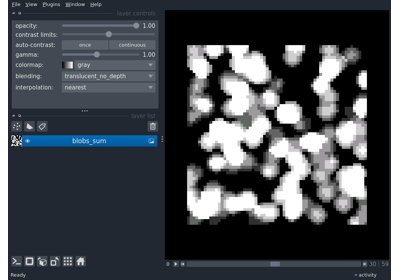 File View Plugins Window Help
layer controls
opacity: 1.00
contrast limits:
auto-contrast: once continuous
gamma: 1.00
colormap: gray
blending: translucent_no_depth
interpolation: nearest
layer list
blobs_sum
30 59
Ready activity